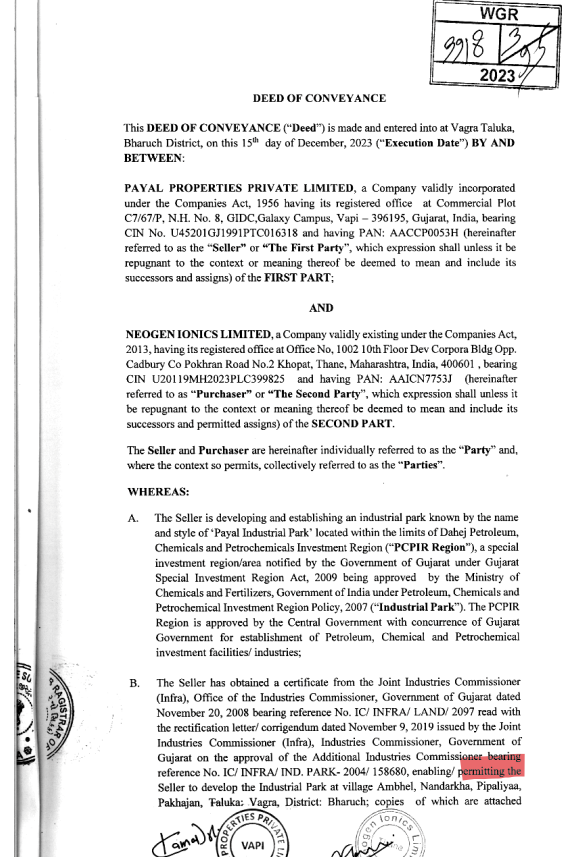 WGR
2023
DEED OF CONVEYANCE
This DEED OF CONVEYANCE (“Deed”) is made and entered into at Vagra Taluka,
Bharuch District, on this 15th day of December, 2023 (“Execution Date”) BY AND
BETWEEN:
PAYAL PROPERTIES PRIVATE LIMITED, a Company validly incorporated
under the Companies Act, 1956 having its registered office at Commercial Plot
C7/67/P, N.H. No. 8, GIDC,Galaxy Campus, Vapi – 396195, Gujarat, India, bearing
CIN No. U45201GJ1991PTC016318 and having PAN: AACCP0053H (hereinafter
referred to as the “Seller” or “The First Party”, which expression shall unless it be
repugnant to the context or meaning thereof be deemed to mean and include its
successors and assigns) of the FIRST PART;
AND
NEOGEN IONICS LIMITED, a Company validly existing under the Companies Act,
2013, having its registered office at Office No, 1002 10th Floor Dev Corpora Bldg Opp.
Cadbury Co Pokhran Road No.2 Khopat, Thane, Maharashtra, India, 400601 , bearing
CIN U20119MH2023PLC399825 and having PAN: AAICN7753J (hereinafter
referred to as “Purchaser” or “The Second Party”, which expression shall unless it
be repugnant to the context or meaning thereof be deemed to mean and include its
successors and permitted assigns) of the SECOND PART.
The Seller and Purchaser are hereinafter individually referred to as the “Party” and,
where the context so permits, collectively referred to as the “Parties”.
WHEREAS:
A. The Seller is developing and establishing an industrial park known by the name
and style of ‘Payal Industrial Park’ located within the limits of Dahej Petroleum,
Chemicals and Petrochemicals Investment Region (“PCPIR Region”), a special
investment region/area notified by the Government of Gujarat under Gujarat
Special Investment Region Act, 2009 being approved by the Ministry of
Chemicals and Fertilizers, Government of India under Petroleum, Chemicals and
Petrochemical Investment Region Policy, 2007 (“Industrial Park”). The PCPIR
Region is approved by the Central Government with concurrence of Gujarat
Government for establishment of Petroleum, Chemical and Petrochemical
investment facilities/ industries;
B. The Seller has obtained a certificate from the Joint Industries Commissioner
(Infra), Office of the Industries Commissioner, Government of Gujarat dated
November 20, 2008 bearing reference No. IC/ INFRA/ LAND/ 2097 read with
the rectification letter/ corrigendum dated November 9, 2019 issued by the Joint
Industries Commissioner (Infra), Industries Commissioner, Government of
Gujarat on the approval of the Additional Industries Commissioner bearing
reference No. IC/ INFRA/ IND. PARK- 2004/ 158680, enabling/ permitting the
Seller to develop the Industrial Park at village Ambhel, Nandarkha, Pipaliyaa,
Pakhajan, Taluka: Vagra, District: Bharuch; copies of which are attached
VAPI